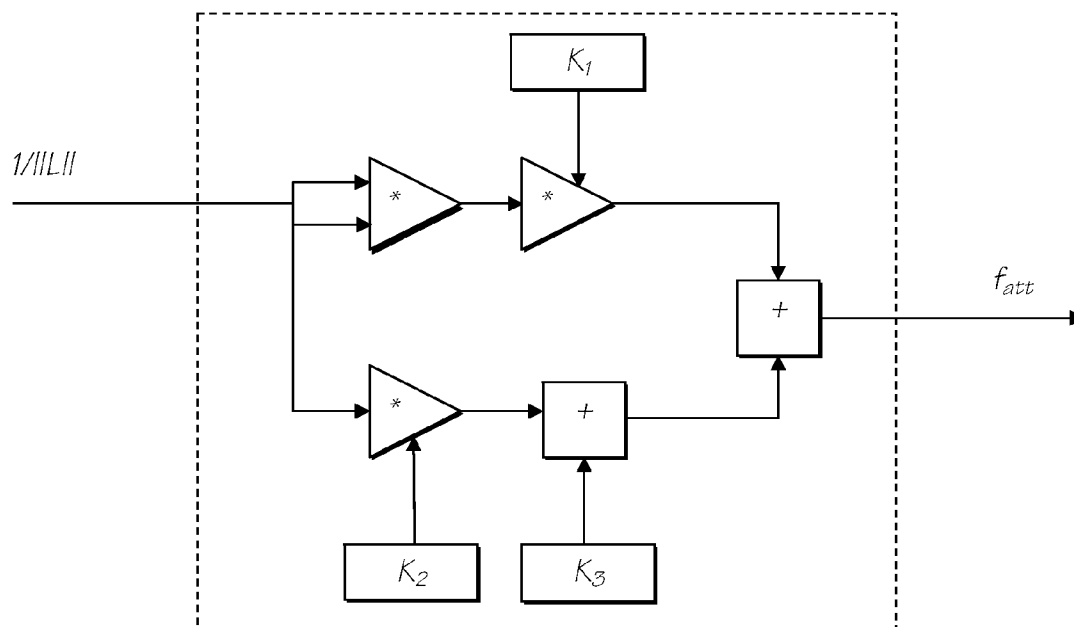 K₁
1/||L||
*
*
+
f_att
*
+
K₂
K₃